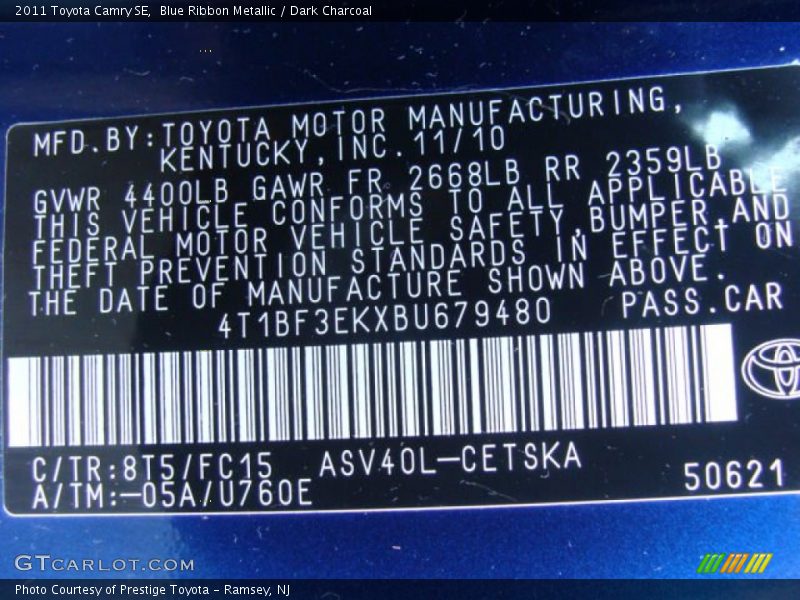 2011 Toyota Camry SE,  Blue Ribbon Metallic / Dark Charcoal
MFD.BY:TOYOTA MOTOR MANUFACTURING,
KENTUCKY,INC. 11/10
GVWR 4400LB GAWR FR 2668LB RR 2359LB
THIS VEHICLE CONFORMS TO ALL APPLICABLE
FEDERAL MOTOR VEHICLE SAFETY,BUMPER,AND
THEFT PREVENTION STANDARDS IN EFFECT ON
THE DATE OF MANUFACTURE SHOWN ABOVE.
4T1BF3EKXBU679480 PASS.CAR
C/TR:8T5/FC15 ASV40L-CETSKA
A/TM:-05A/U760E 50621
GTCARLOT.COM
Photo Courtesy of Prestige Toyota - Ramsey, NJ